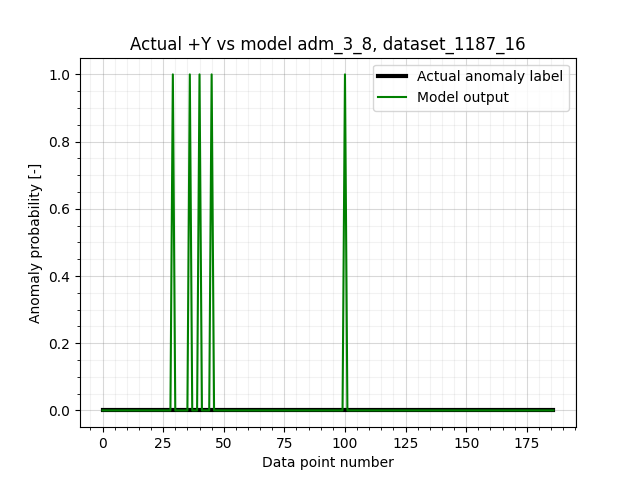 Actual +Y vs model adm_3_8, dataset_1187_16
Actual anomaly label
Model output
1.0
0.8
0.6
0.4
0.2
0.0
Anomaly probability [-]
0 25 50 75 100 125 150 175
Data point number